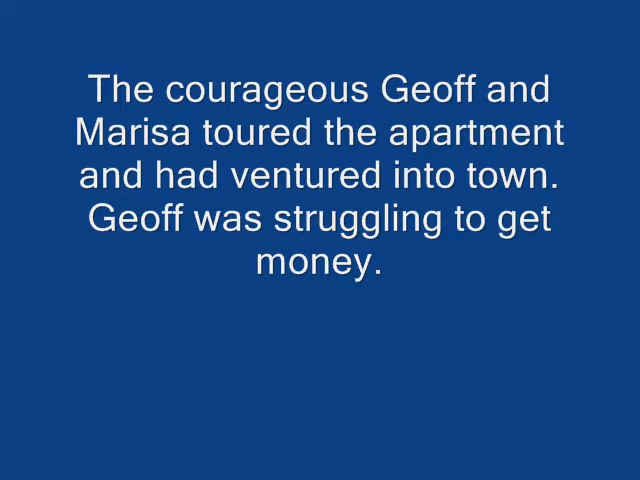 The courageous Geoff and
Marisa toured the apartment
and had ventured into town.
Geoff was struggling to get
money.